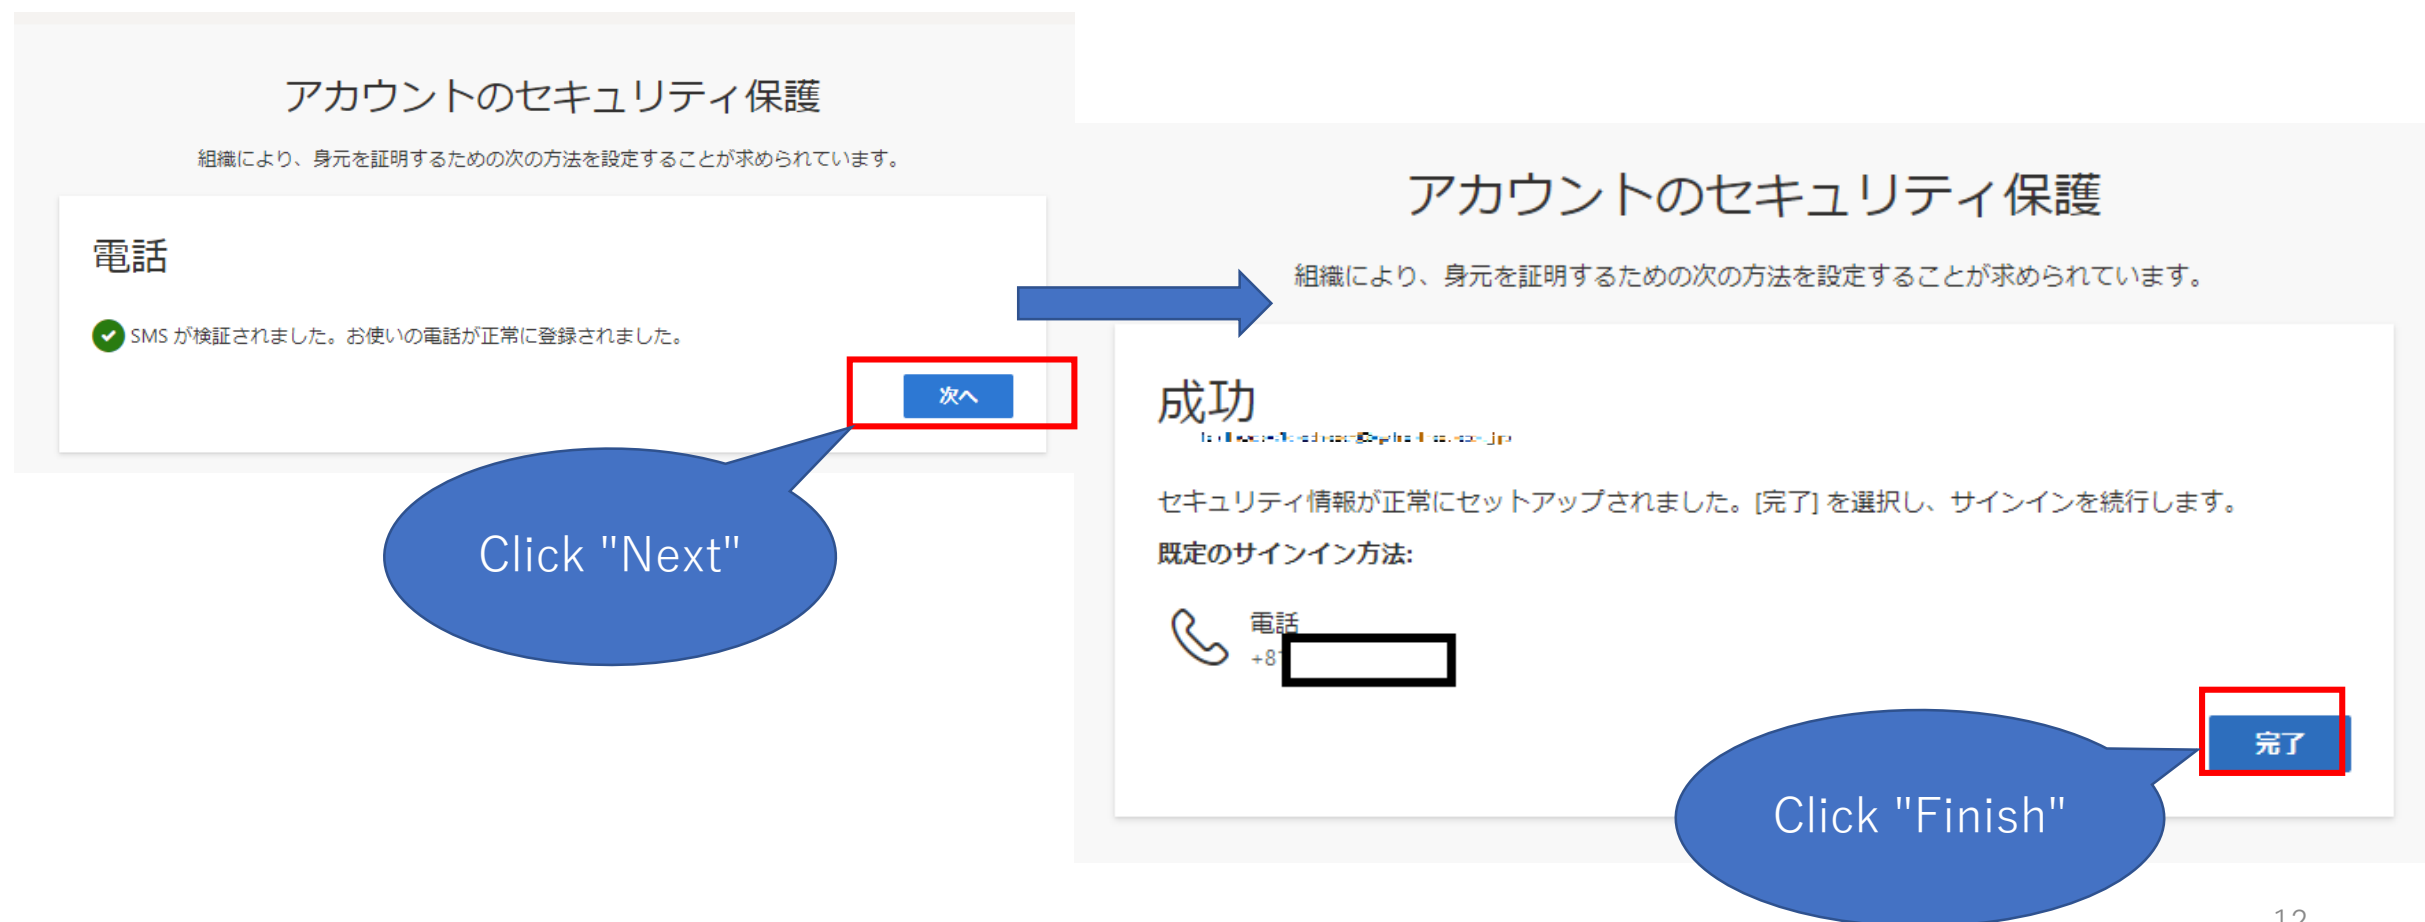 アカウントのセキュリティ保護
組織により、身元を証明するための次の方法を設定することが求められています。
電話
SMS が検証されました。お使いの電話が正常に登録されました。
次へ
Click "Next"
アカウントのセキュリティ保護
組織により、身元を証明するための次の方法を設定することが求められています。
成功
セキュリティ情報が正常にセットアップされました。[完了] を選択し、サインインを続行します。
既定のサインイン方法:
電話
+81
完了
Click "Finish"
12